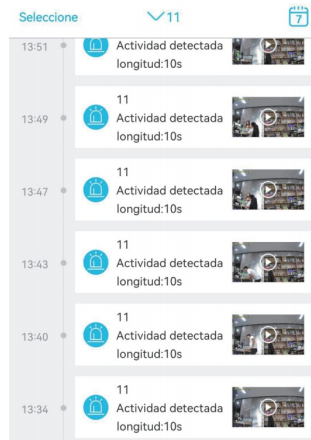 Seleccione
11
7
13:51
Actividad detectada
longitud:10s
13:49
11
Actividad detectada
longitud:10s
13:47
11
Actividad detectada
longitud:10s
13:43
11
Actividad detectada
longitud:10s
13:40
11
Actividad detectada
longitud:10s
13:34
11
Actividad detectada
longitud:10s